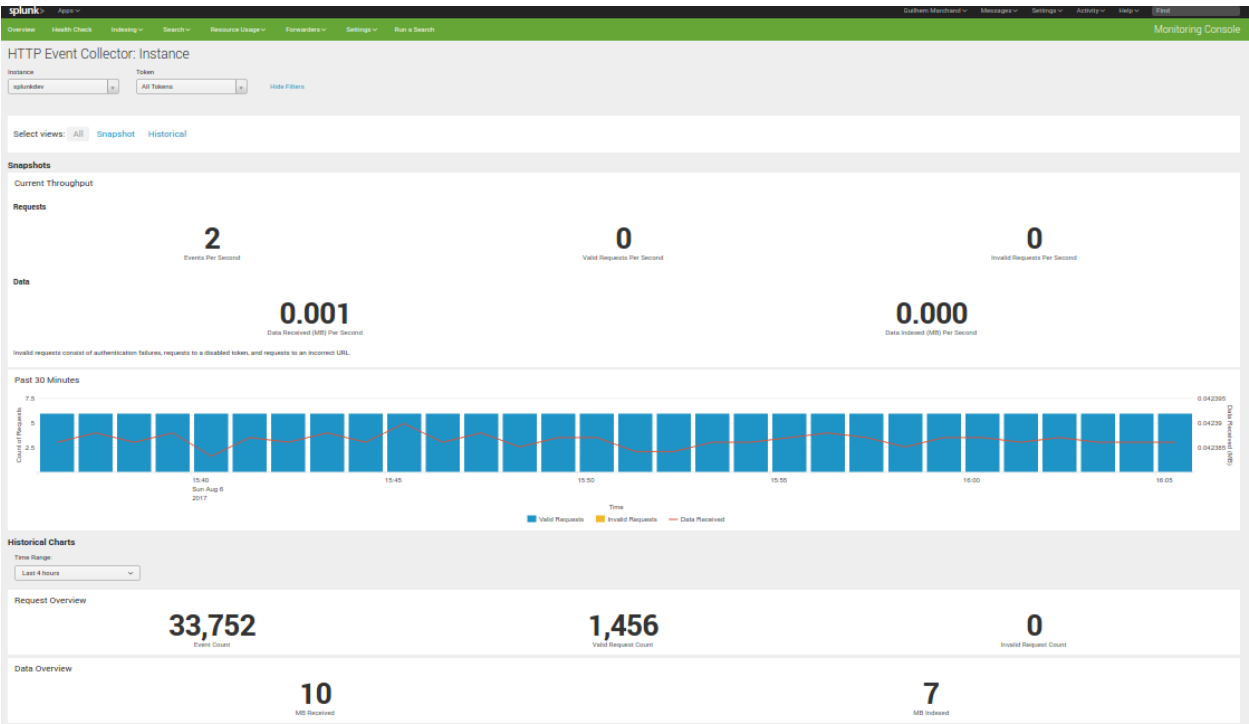 splunk> Apps Guilhem Marchand Messages Settings Activity Help Find
Overview Health Check Indexing Search Resource Usage Forwarders Settings Run a Search Monitoring Console
HTTP Event Collector: Instance
Instance Token
splunkdev All Tokens Hide Filters
Select views: All Snapshot Historical
Snapshots
Current Throughput
Requests
2 0 0
Events Per Second Valid Requests Per Second Invalid Requests Per Second
Data
0.001 0.000
Data Received (MB) Per Second Data Indexed (MB) Per Second
Invalid requests consist of authentication failures, requests to a disabled token, and requests to an incorrect URL.
Past 30 Minutes
7.5 0.042395
5 0.04239
2.5 0.042385
Count of Requests
Data Received (MB)
15:40 15:45 15:50 15:55 16:00 16:05
Sun Aug 6
2017
Time
Valid Requests Invalid Requests Data Received
Historical Charts
Time Range:
Last 4 hours
Request Overview
33,752 1,456 0
Event Count Valid Request Count Invalid Request Count
Data Overview
10 7
MB Received MB Indexed